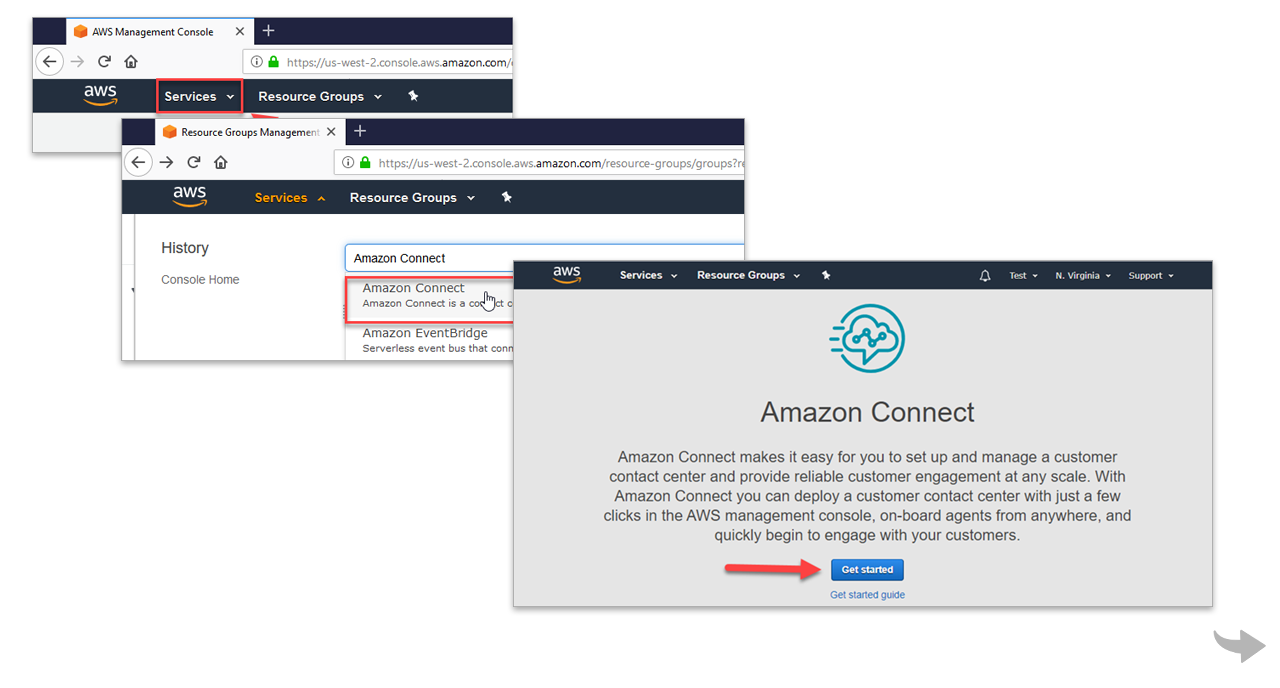 AWS Management Console
https://us-west-2.console.aws.amazon.com/
aws
Services
Resource Groups
Resource Groups Management
https://us-west-2.console.aws.amazon.com/resource-groups/groups?
aws
Services
Resource Groups
History
Console Home
Amazon Connect
Amazon Connect
Amazon Connect is a
Amazon EventBridge
Serverless event bus that
aws
Services
Resource Groups
Test
N. Virginia
Support
Amazon Connect
Amazon Connect makes it easy for you to set up and manage a customer
contact center and provide reliable customer engagement at any scale. With
Amazon Connect you can deploy a customer contact center with just a few
clicks in the AWS management console, on-board agents from anywhere, and
quickly begin to engage with your customers.
Get started
Get started guide